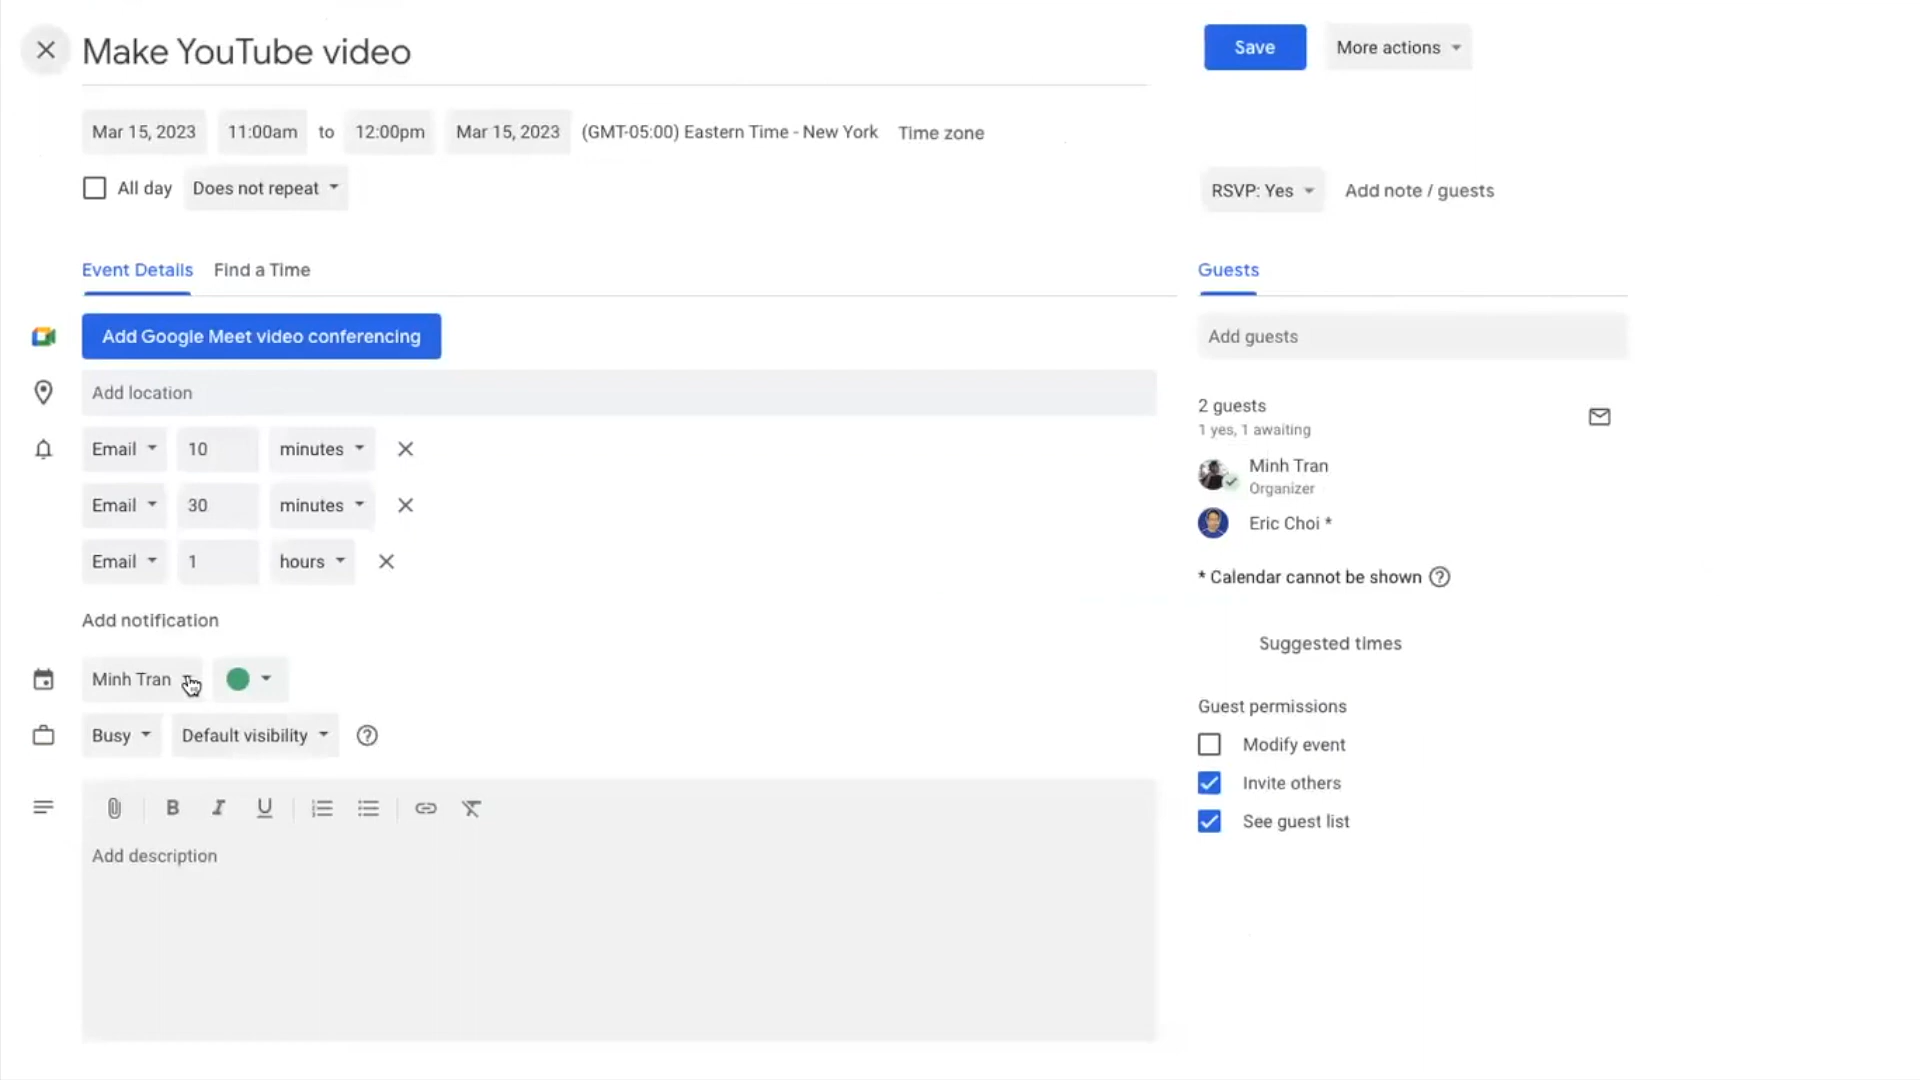 Make YouTube video
Save
More actions
Mar 15, 2023 11:00am to 12:00pm Mar 15, 2023 (GMT-05:00) Eastern Time - New York Time zone
All day Does not repeat
RSVP: Yes Add note / guests
Event Details Find a Time
Add Google Meet video conferencing
Add location
Email 10 minutes
Email 30 minutes
Email 1 hours
Add notification
Minh Tran
Busy Default visibility
Add description
Guests
Add guests
2 guests
1 yes, 1 awaiting
Minh Tran
Organizer
Eric Choi *
* Calendar cannot be shown
Suggested times
Guest permissions
Modify event
Invite others
See guest list